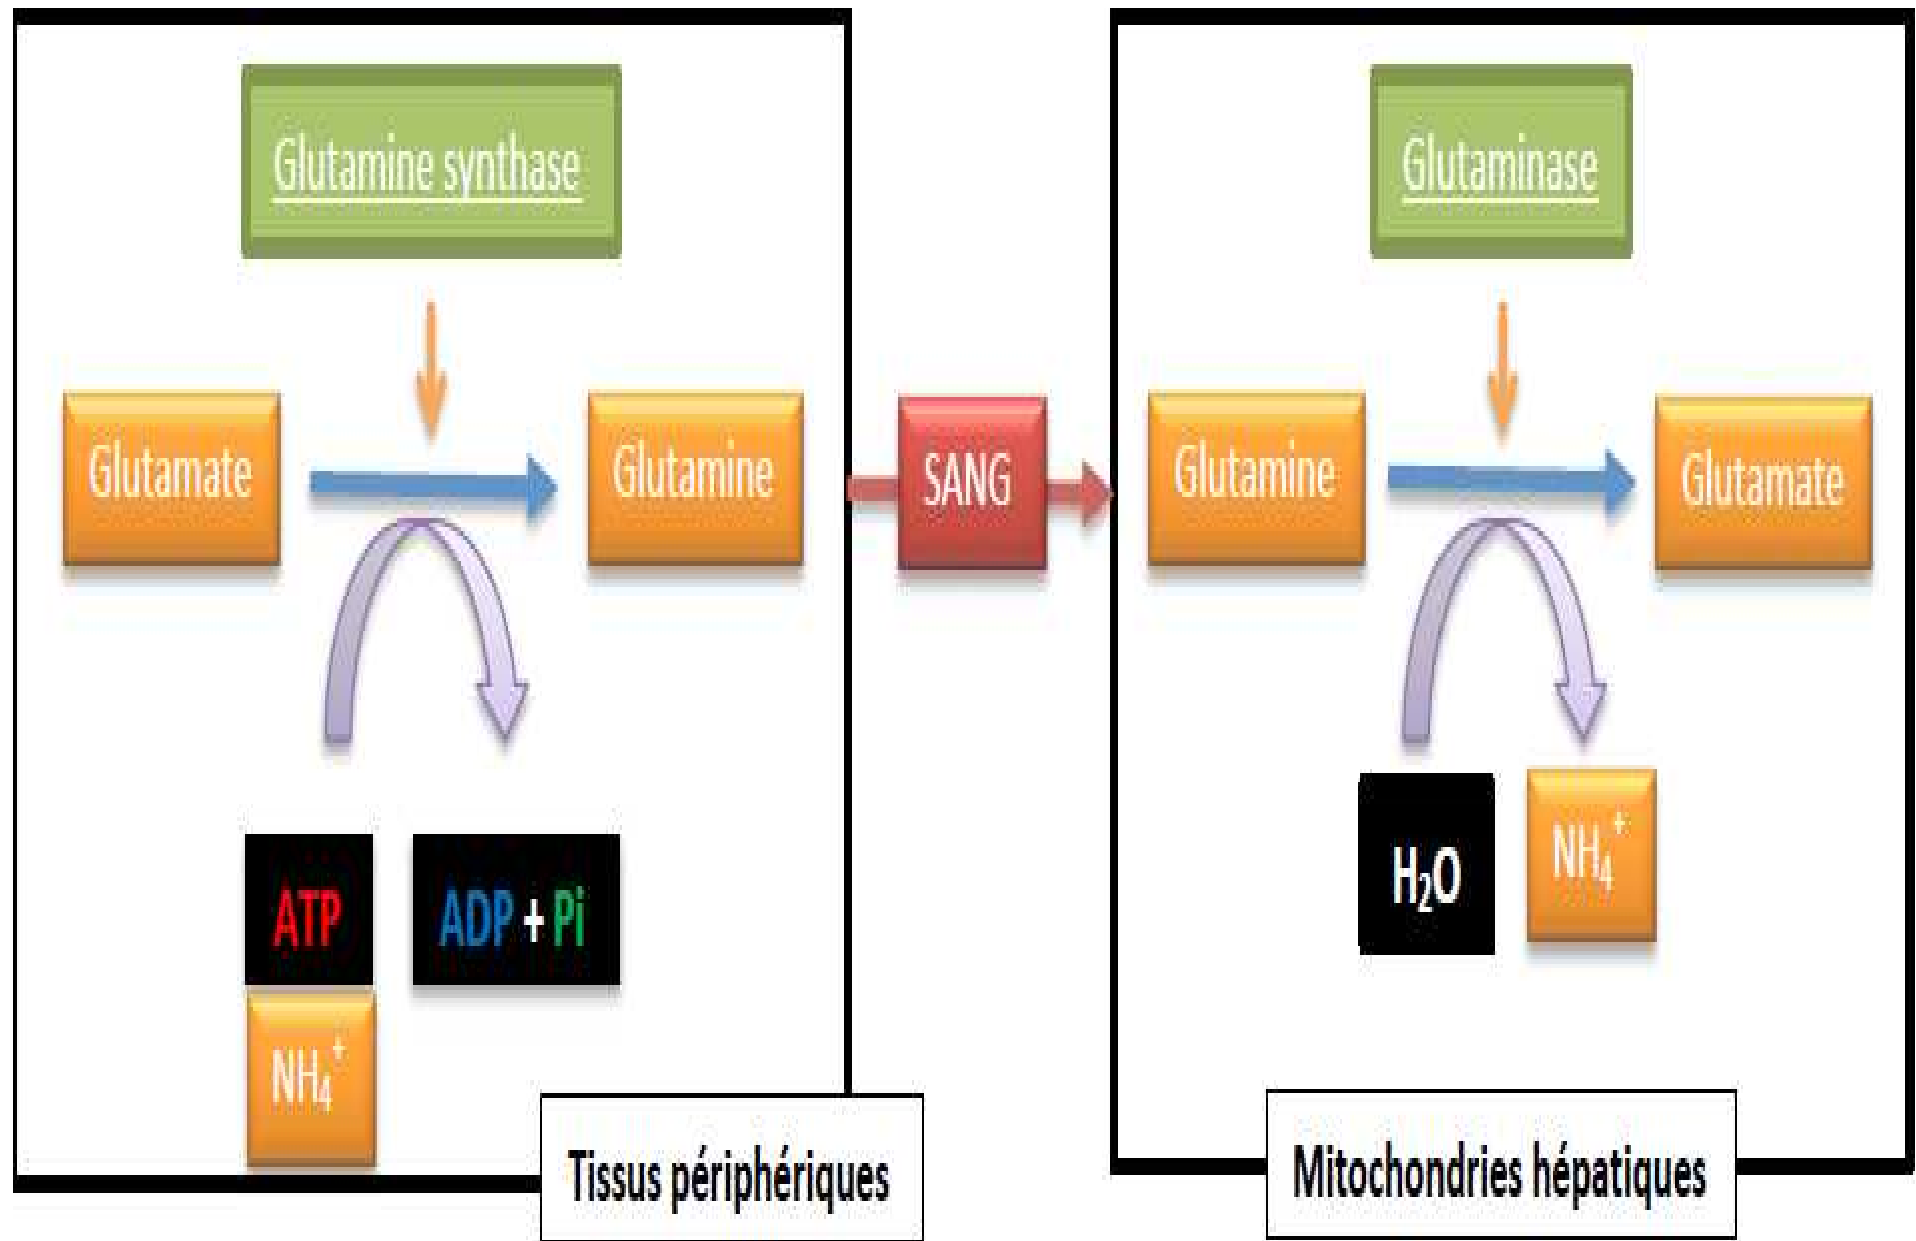 Glutamine synthase
Glutamate
Glutamine
ATP
ADP + Pi
NH₄⁺
Tissus périphériques
SANG
Glutaminase
Glutamine
Glutamate
H₂O
NH₄⁺
Mitochondries hépatiques